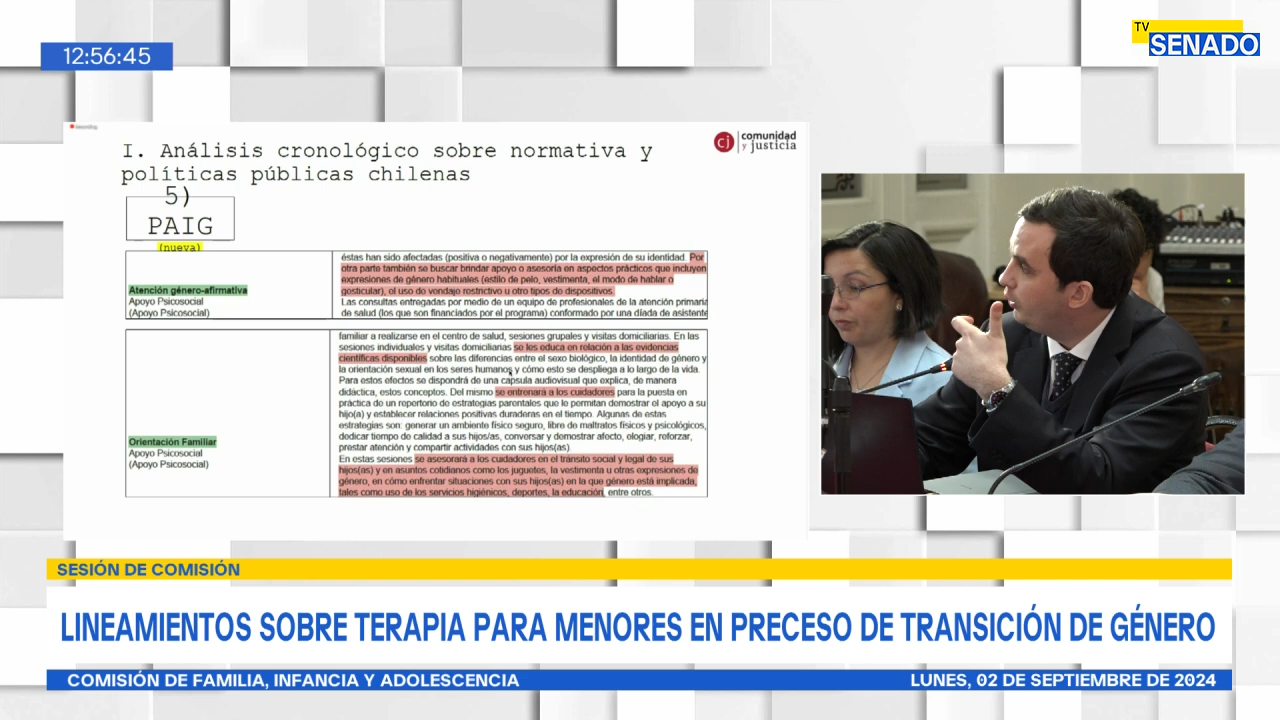 12:56:45
TV
SENADO
cj comunidad
y justicia
I. Análisis cronológico sobre normativa y
políticas públicas chilenas
5)
PAIG
(nueva)
Atención género-afirmativa
Apoyo Psicosocial
(Apoyo Psicosocial)
éstas han sido afectadas (positiva o negativamente) por la expresión de su identidad. Por
otra parte también se buscar brindar apoyo o asesoría en aspectos prácticos que incluyen
expresiones de género habituales (estilo de pelo, vestimenta, el modo de hablar o
gosticular), el uso de vondaje restrictivo u otro tipos de dispositivos.
Las consultas entregadas por medio de un equipo de profesionales de la atención primaria
de salud (los que son financiados por el programa) conformado por una díada de asistente
Orientación Familiar
Apoyo Psicosocial
(Apoyo Psicosocial)
familiar a realizarse en el centro de salud, sesiones grupales y visitas domiciliarias. En las
sesiones individuales y visitas domiciliarias se les educa en relación a las evidencias
científicas disponibles sobre las diferencias entre el sexo biológico, la identidad de género y
la orientación sexual en los seres humanos y cómo esto se despliega a lo largo de la vida.
Para estos efectos se dispondrá de una cápsula audiovisual que explica, de manera
didáctica, estos conceptos. Del mismo se entrenará a los cuidadores para la puesta en
práctica de un repertorio de estrategias parentales que le permitan demostrar el apoyo a su
hijo(a) y establecer relaciones positivas duraderas en el tiempo. Algunas de estas
estrategias son: generar un ambiente físico seguro, libre de maltratos físicos y psicológicos,
dedicar tiempo de calidad a sus hijos/as, conversar y demostrar afecto, elogiar, reforzar,
prestar atención y compartir actividades con sus hijos(as)
En estas sesiones se asesorará a los cuidadores en el tránsito social y legal de sus
hijos(as) y en asuntos cotidianos como los juguetes, la vestimenta u otras expresiones de
género, en cómo enfrentar situaciones con sus hijos(as) en la que género está implicada,
tales como uso de los servicios higiénicos, deportes, la educación, entre otros.
SESIÓN DE COMISIÓN
LINEAMIENTOS SOBRE TERAPIA PARA MENORES EN PRECESO DE TRANSICIÓN DE GÉNERO
COMISIÓN DE FAMILIA, INFANCIA Y ADOLESCENCIA
LUNES, 02 DE SEPTIEMBRE DE 2024